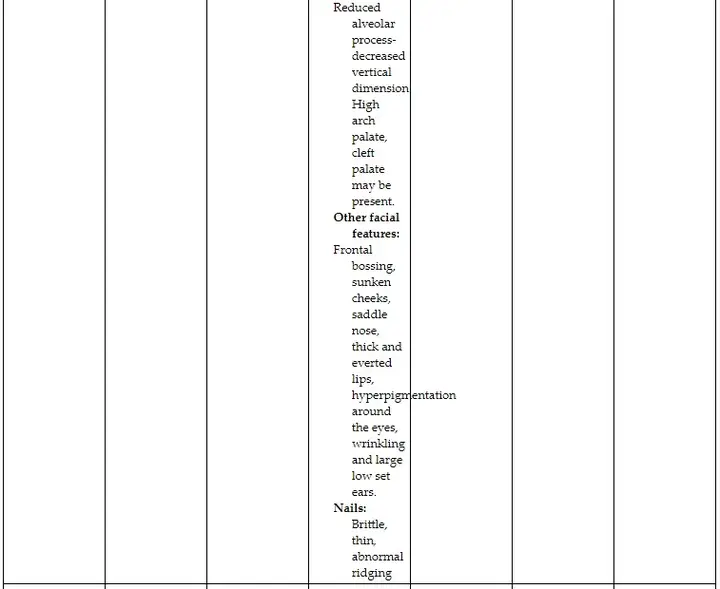 Reduced
alveolar
process-
decreased
vertical
dimension
High
arch
palate,
cleft
palate
may be
present.
Other facial
features:
Frontal
bossing,
sunken
cheeks,
saddle
nose,
thick and
everted
lips,
hyperpigmentation
around
the eyes,
wrinkling
and large
low set
ears.
Nails:
Brittle,
thin,
abnormal
ridging